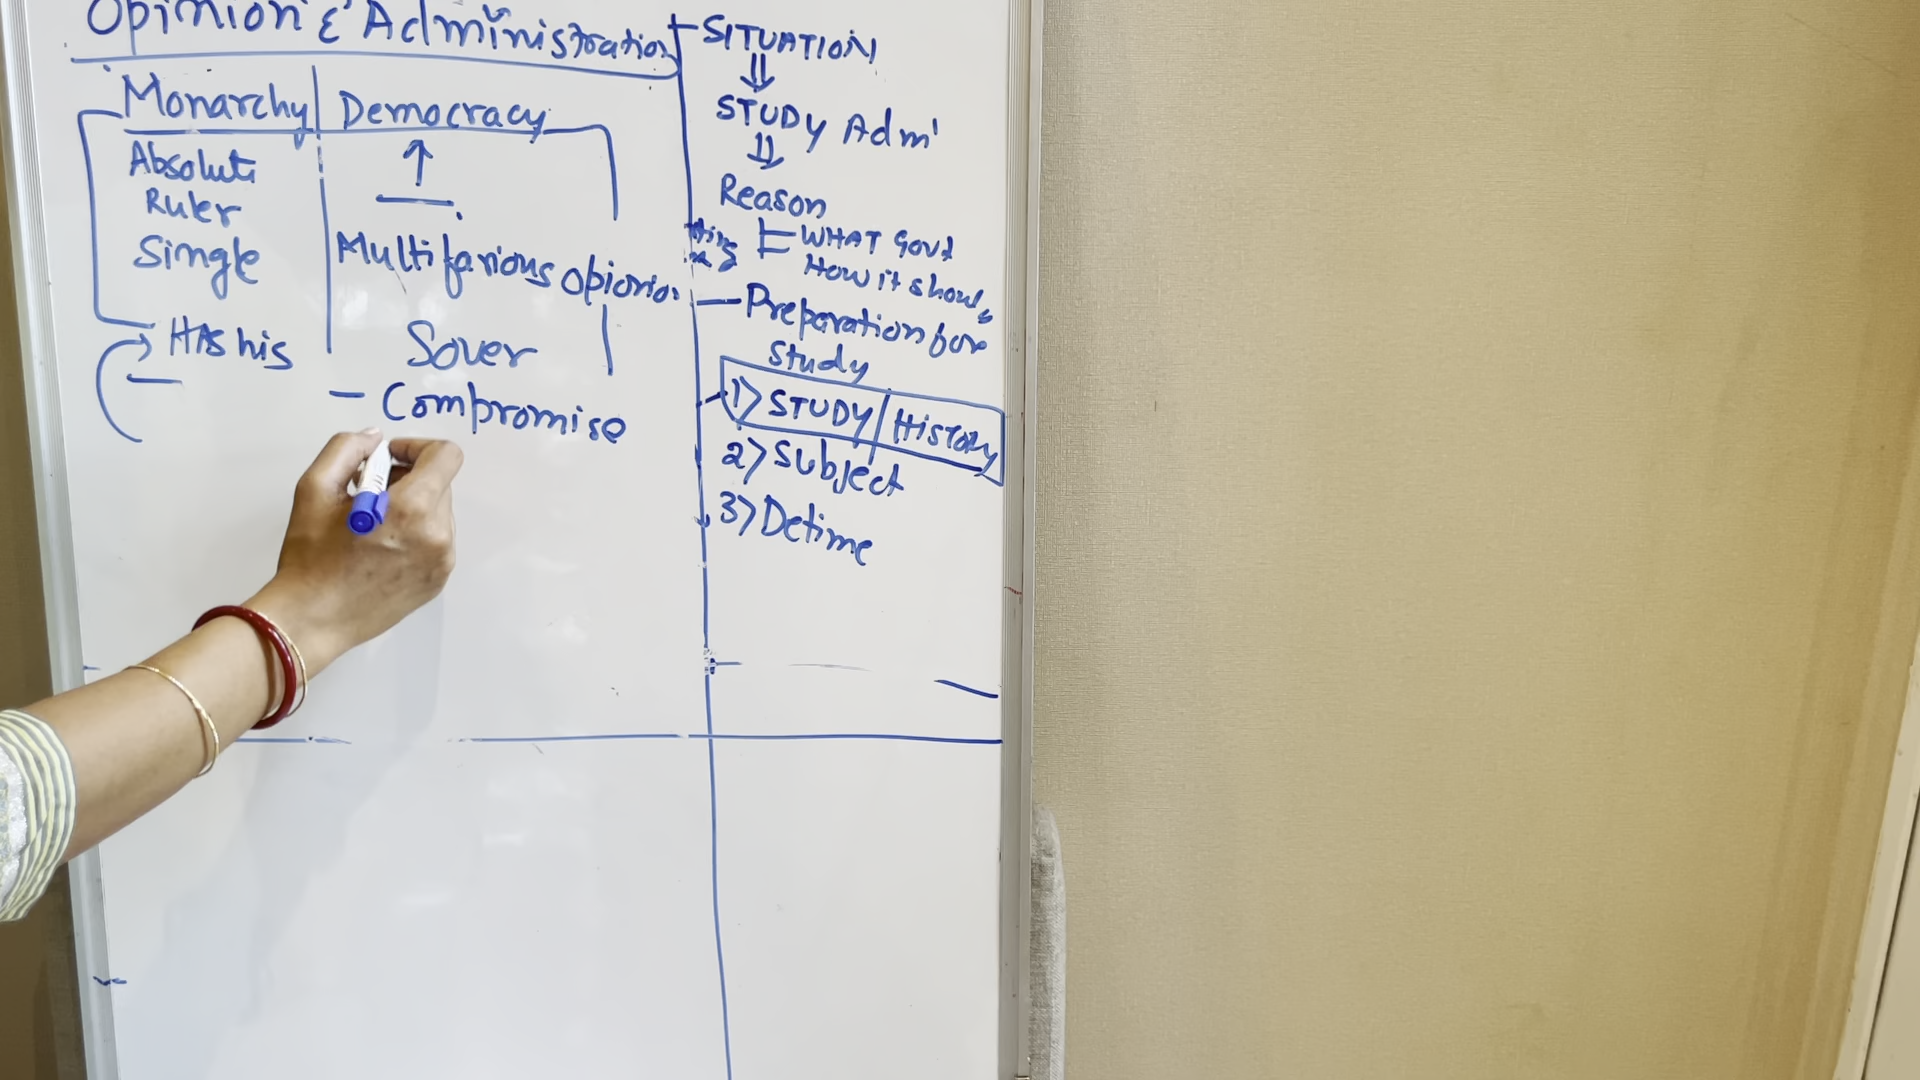 Opinion & Administration
Monarchy | Democracy
Absolute
Ruler
Single
Has his
Multifarious Opionion
Sover
- Compromise
SITUATION
STUDY Adm'
Reason
WHAT Govt
How it should
- Preparation for
Study
1) STUDY | HISTORY
2) Subject
3) Detime